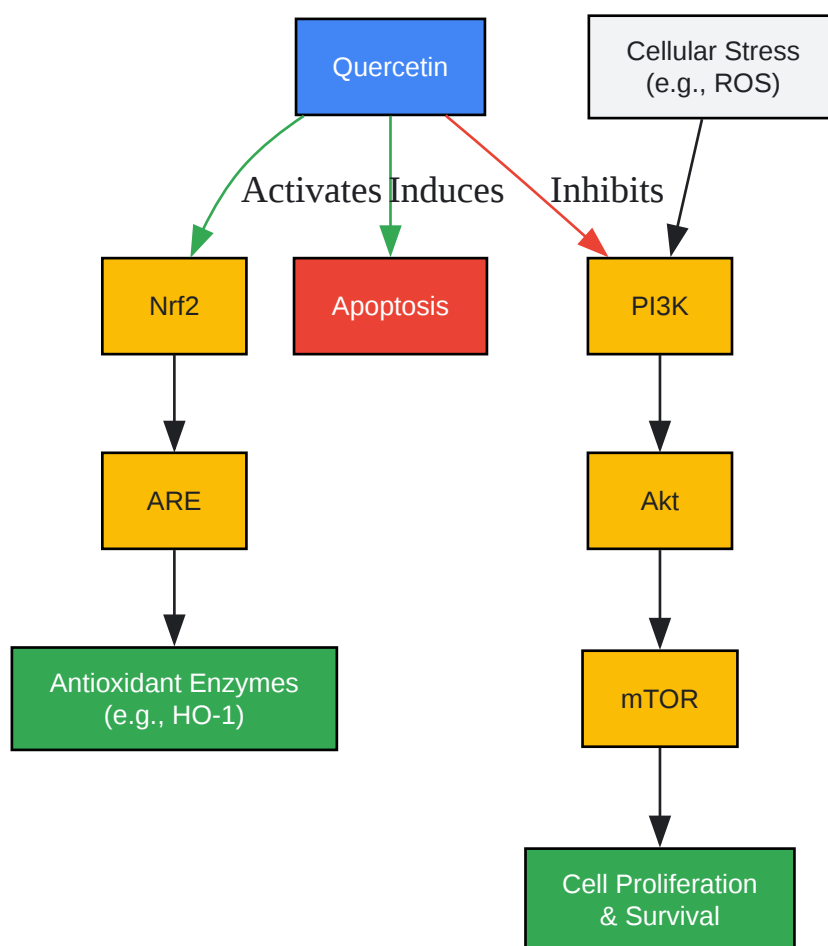 Quercetin
Cellular Stress
(e.g., ROS)
Activates
Induces
Inhibits
Nrf2
Apoptosis
PI3K
ARE
Akt
Antioxidant Enzymes
(e.g., HO-1)
mTOR
Cell Proliferation
& Survival